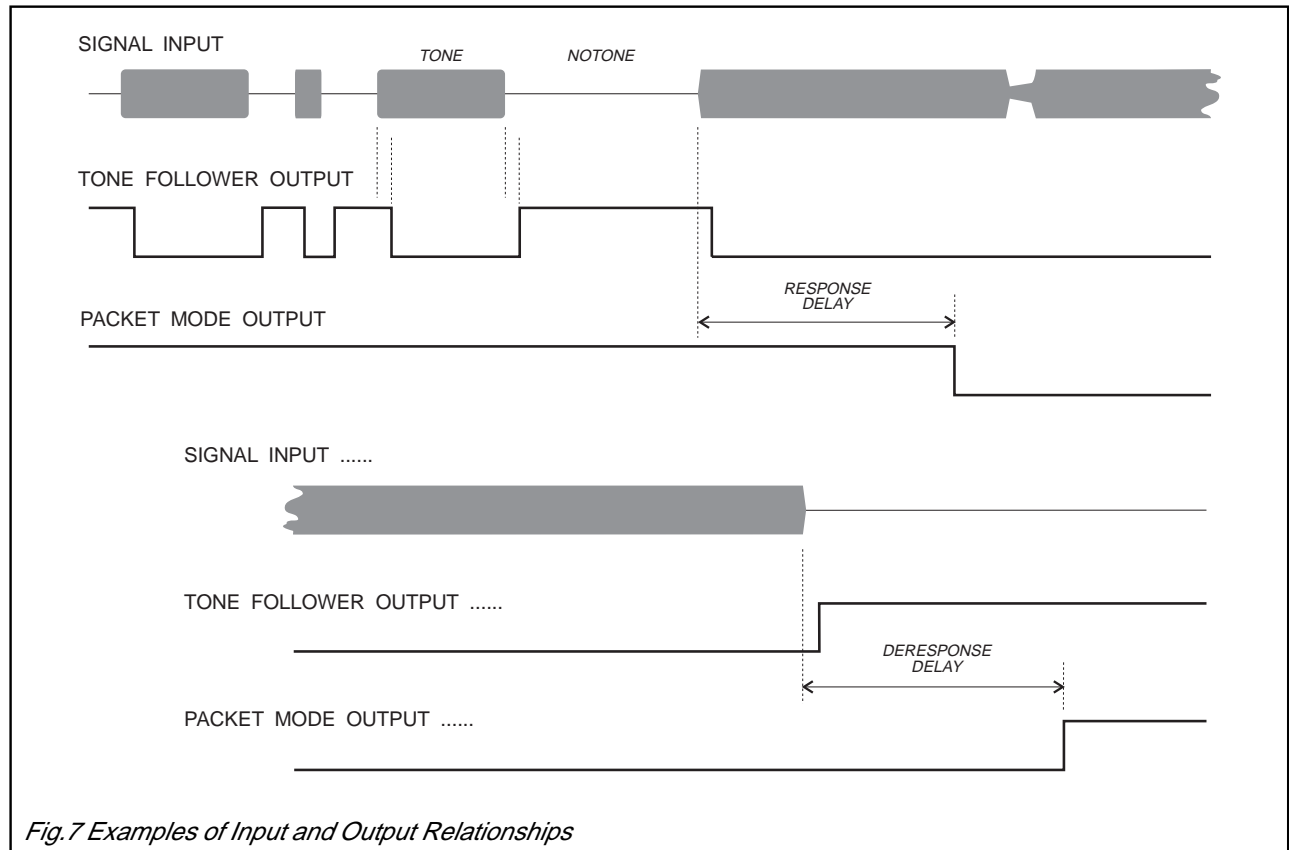 SIGNAL INPUT
TONE
NOTONE
TONE FOLLOWER OUTPUT
RESPONSE
DELAY
PACKET MODE OUTPUT
SIGNAL INPUT ......
TONE FOLLOWER OUTPUT ......
DERESPONSE
DELAY
PACKET MODE OUTPUT ......
Fig.7 Examples of Input and Output Relationships